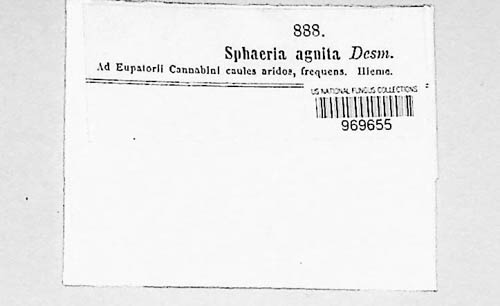 888.
Sphaeria agnita Desm.
Ad Eupatorii Cannabini caules aridos, frequens. Hieme.
US NATIONAL FUNGUS COLLECTIONS
969655